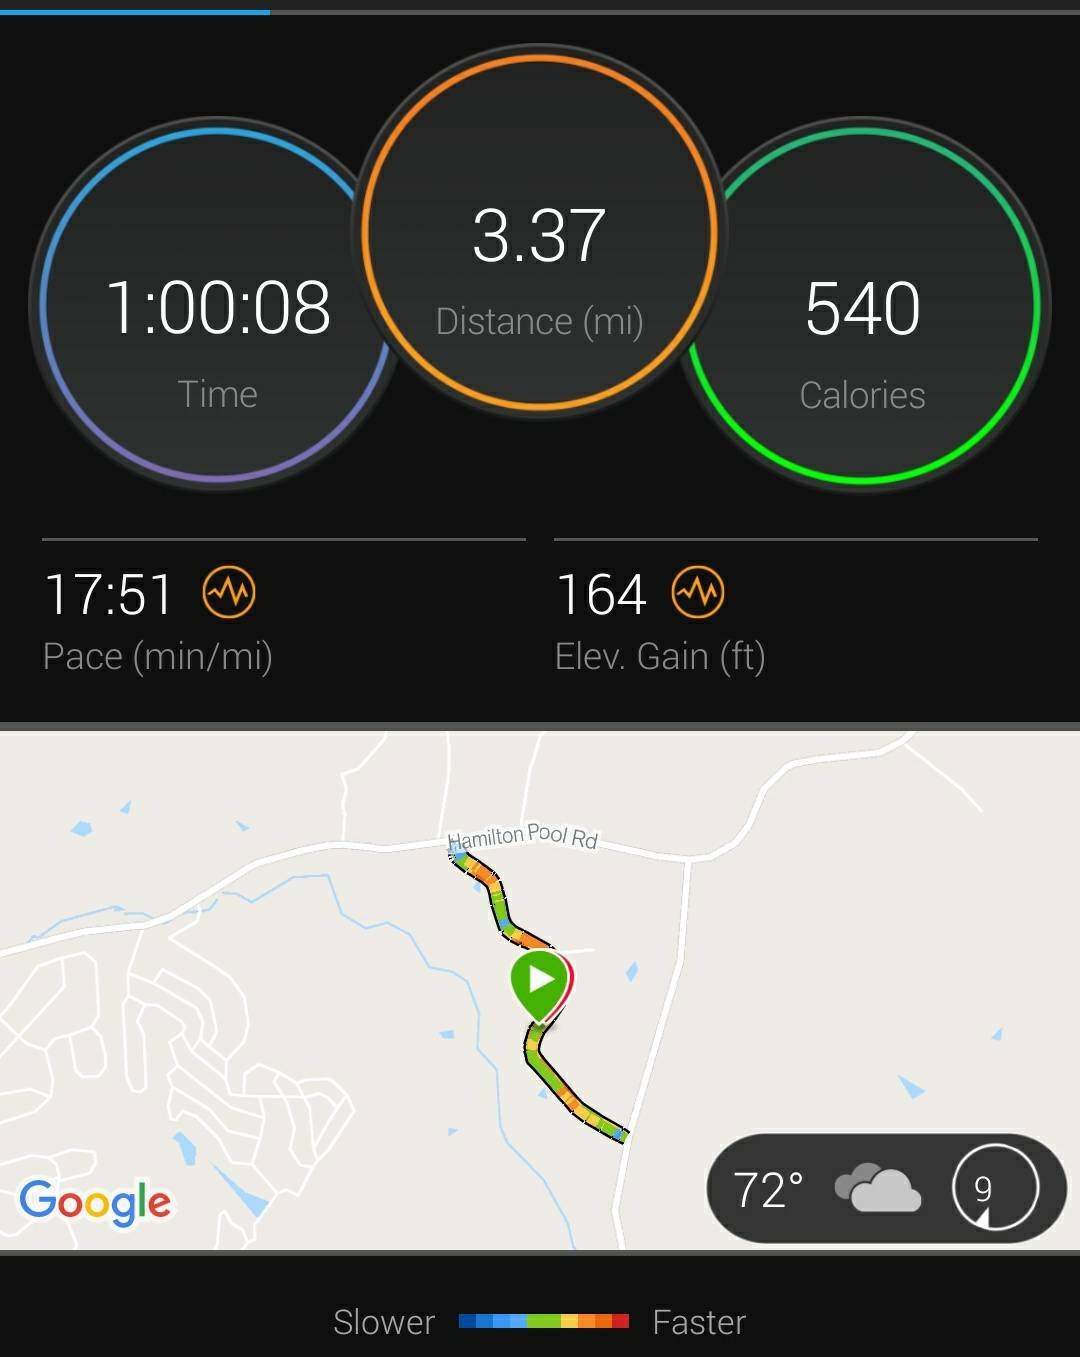 3.37
Distance (mi)
1:00:08
Time
540
Calories
17:51
Pace (min/mi)
164
Elev. Gain (ft)
Hamilton Pool Rd
Google
72°
9
Slower
Faster